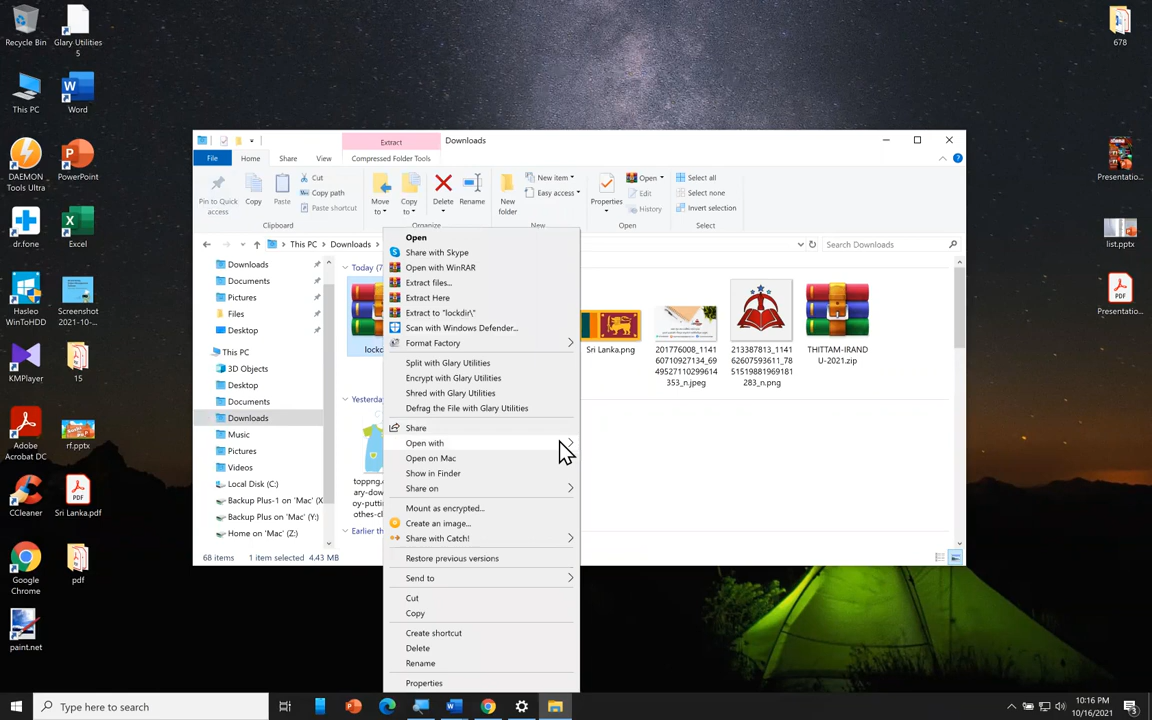 Recycle Bin
Glary Utilities
5
This PC
Word
DAEMON
Tools Ultra
PowerPoint
dr.fone
Excel
Hasleo
WinToHDD
Screenshot
2021-10-...
KMPlayer
15
Adobe
Acrobat DC
rf.pptx
CCleaner
Sri Lanka.pdf
Google
Chrome
pdf
paint.net
678
Presentatio...
list.pptx
Presentatio...
Extract
Downloads
File
Home
Share
View
Compressed Folder Tools
Pin to Quick
access
Copy
Paste
Cut
Copy path
Paste shortcut
Clipboard
Move
to
Copy
to
Delete
Rename
Organize
New
folder
New item
Easy access
New
Properties
Open
Edit
History
Open
Select all
Select none
Invert selection
Select
This PC
Downloads
Search Downloads
Downloads
Documents
Pictures
Files
Desktop
This PC
3D Objects
Desktop
Documents
Downloads
Music
Pictures
Videos
Local Disk (C:)
Backup Plus-1 on 'Mac' (X
Backup Plus on 'Mac' (Y:)
Home on 'Mac' (Z:)
68 items
1 item selected
4.43 MB
Today (7
lockd
Yesterda
toppng.c
ary-dow
y-puttin
othes-cl
Earlier th
Sri Lanka.png
201776008_1141
60710927134_69
49527110299614
353_n.jpeg
213387813_1141
62607593611_78
51519881969181
283_n.png
THITTAM-IRAND
U-2021.zip
Open
Share with Skype
Open with WinRAR
Extract files...
Extract Here
Extract to "lockdir\"
Scan with Windows Defender...
Format Factory
Split with Glary Utilities
Encrypt with Glary Utilities
Shred with Glary Utilities
Defrag the File with Glary Utilities
Share
Open with
Open on Mac
Show in Finder
Share on
Mount as encrypted...
Create an image...
Share with Catch!
Restore previous versions
Send to
Cut
Copy
Create shortcut
Delete
Rename
Properties
Type here to search
10:16 PM
10/16/2021
3